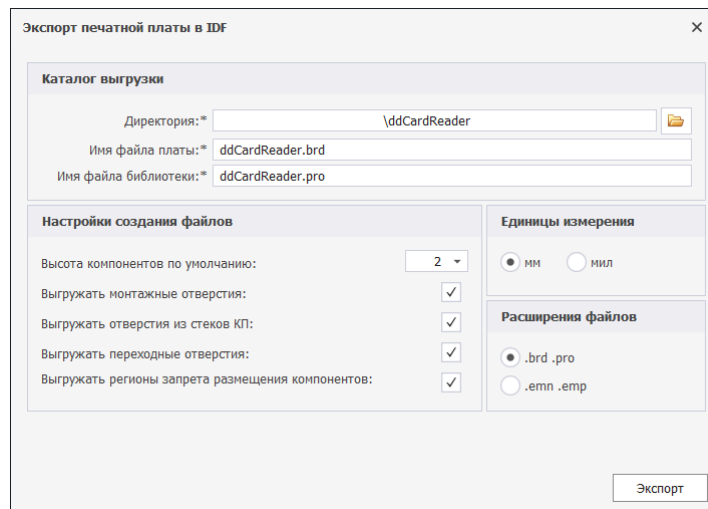 Экспорт печатной платы в IDF
Каталог выгрузки
Директория:* \ddCardReader
Имя файла платы:* ddCardReader.brd
Имя файла библиотеки:* ddCardReader.pro
Настройки создания файлов
Высота компонентов по умолчанию: 2
Выгружать монтажные отверстия:
Выгружать отверстия из стеков КП:
Выгружать переходные отверстия:
Выгружать регионы запрета размещения компонентов:
Единицы измерения
мм мил
Расширения файлов
.brd .pro
.emn .emp
Экспорт